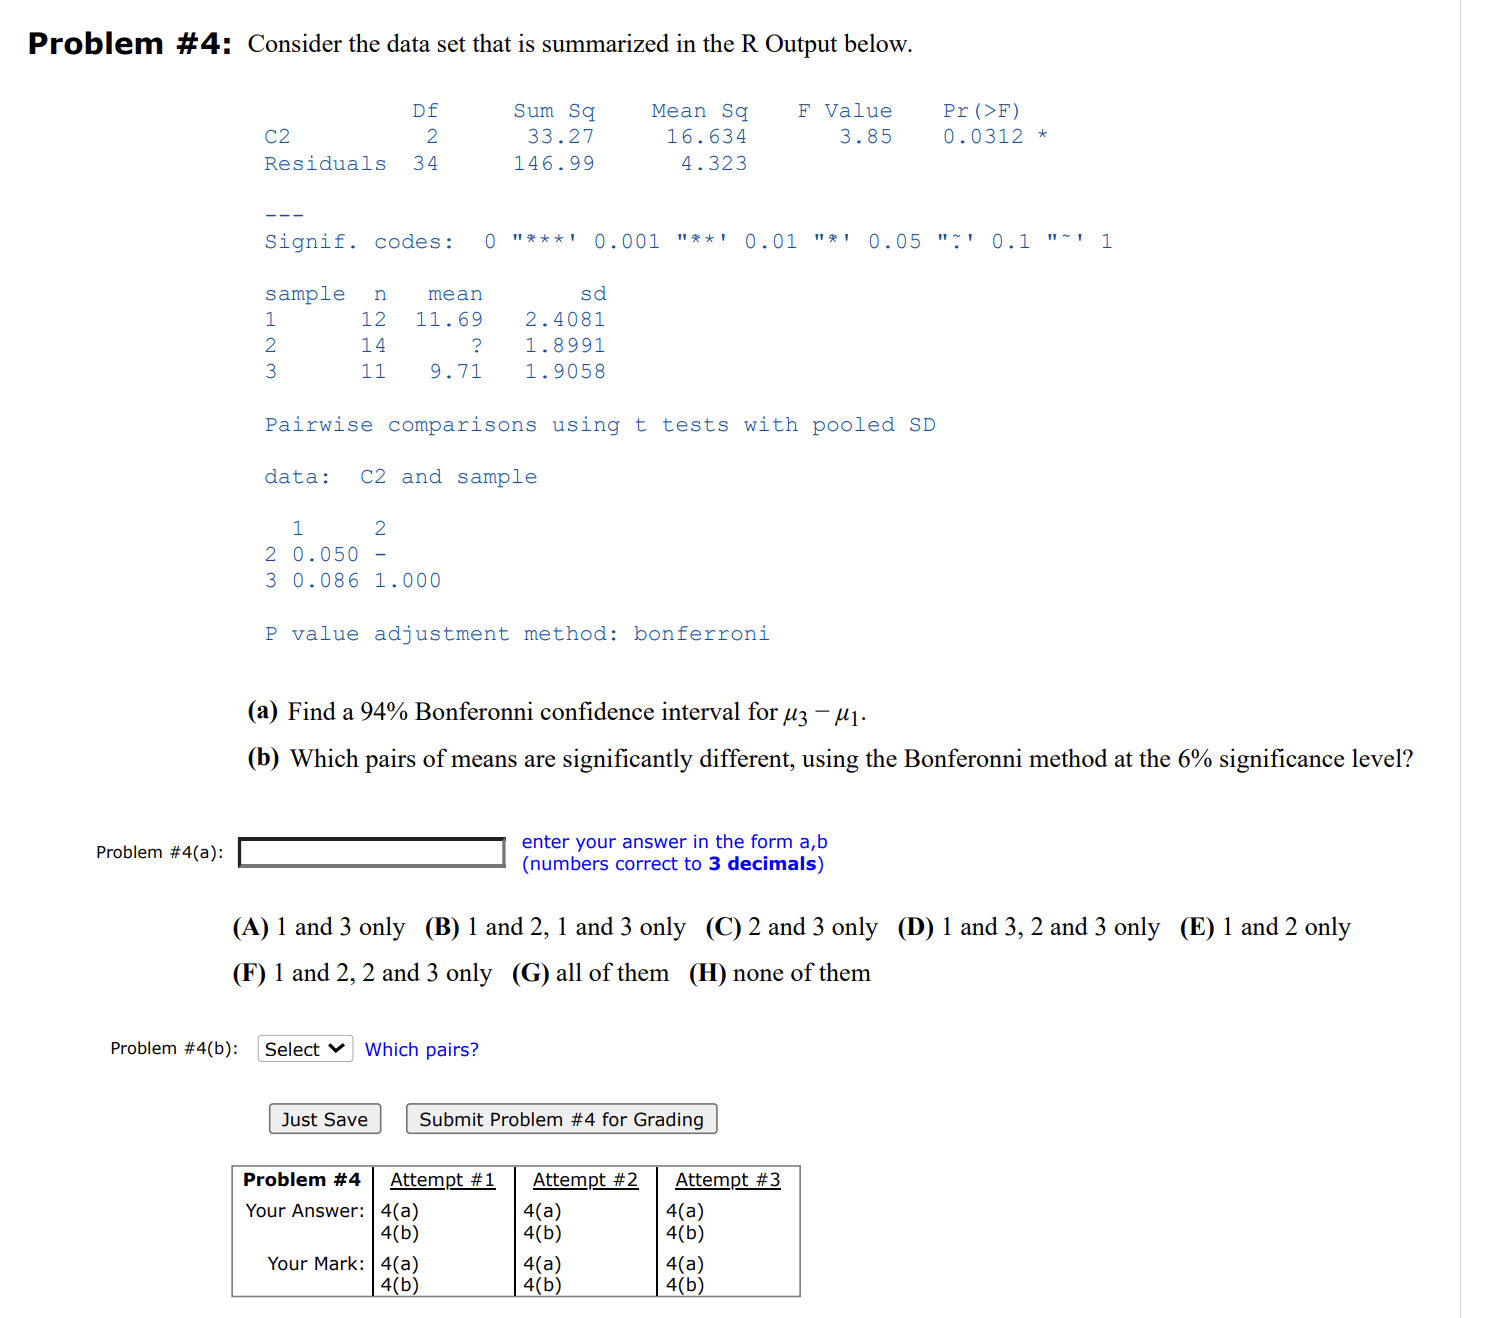 Problem #4: Consider the data set that is summarized in the R Output below.
Df Sum Sq Mean Sq F Value Pr(>F)
C2 2 33.27 16.634 3.85 0.0312 *
Residuals 34 146.99 4.323
---
Signif. codes: 0 "***' 0.001 "**' 0.01 "*' 0.05 "~.' 0.1 "~' 1
sample n mean sd
1 12 11.69 2.4081
2 14 ? 1.8991
3 11 9.71 1.9058
Pairwise comparisons using t tests with pooled SD
data: C2 and sample
1 2
2 0.050 -
3 0.086 1.000
P value adjustment method: bonferroni
(a) Find a 94% Bonferonni confidence interval for μ3 − μ1.
(b) Which pairs of means are significantly different, using the Bonferonni method at the 6% significance level?
Problem #4(a): enter your answer in the form a,b
(numbers correct to 3 decimals)
(A) 1 and 3 only (B) 1 and 2, 1 and 3 only (C) 2 and 3 only (D) 1 and 3, 2 and 3 only (E) 1 and 2 only
(F) 1 and 2, 2 and 3 only (G) all of them (H) none of them
Problem #4(b): Select Which pairs?
Just Save Submit Problem #4 for Grading
Problem #4 Attempt #1 Attempt #2 Attempt #3
Your Answer: 4(a) 4(a) 4(a)
4(b) 4(b) 4(b)
Your Mark: 4(a) 4(a) 4(a)
4(b) 4(b) 4(b)